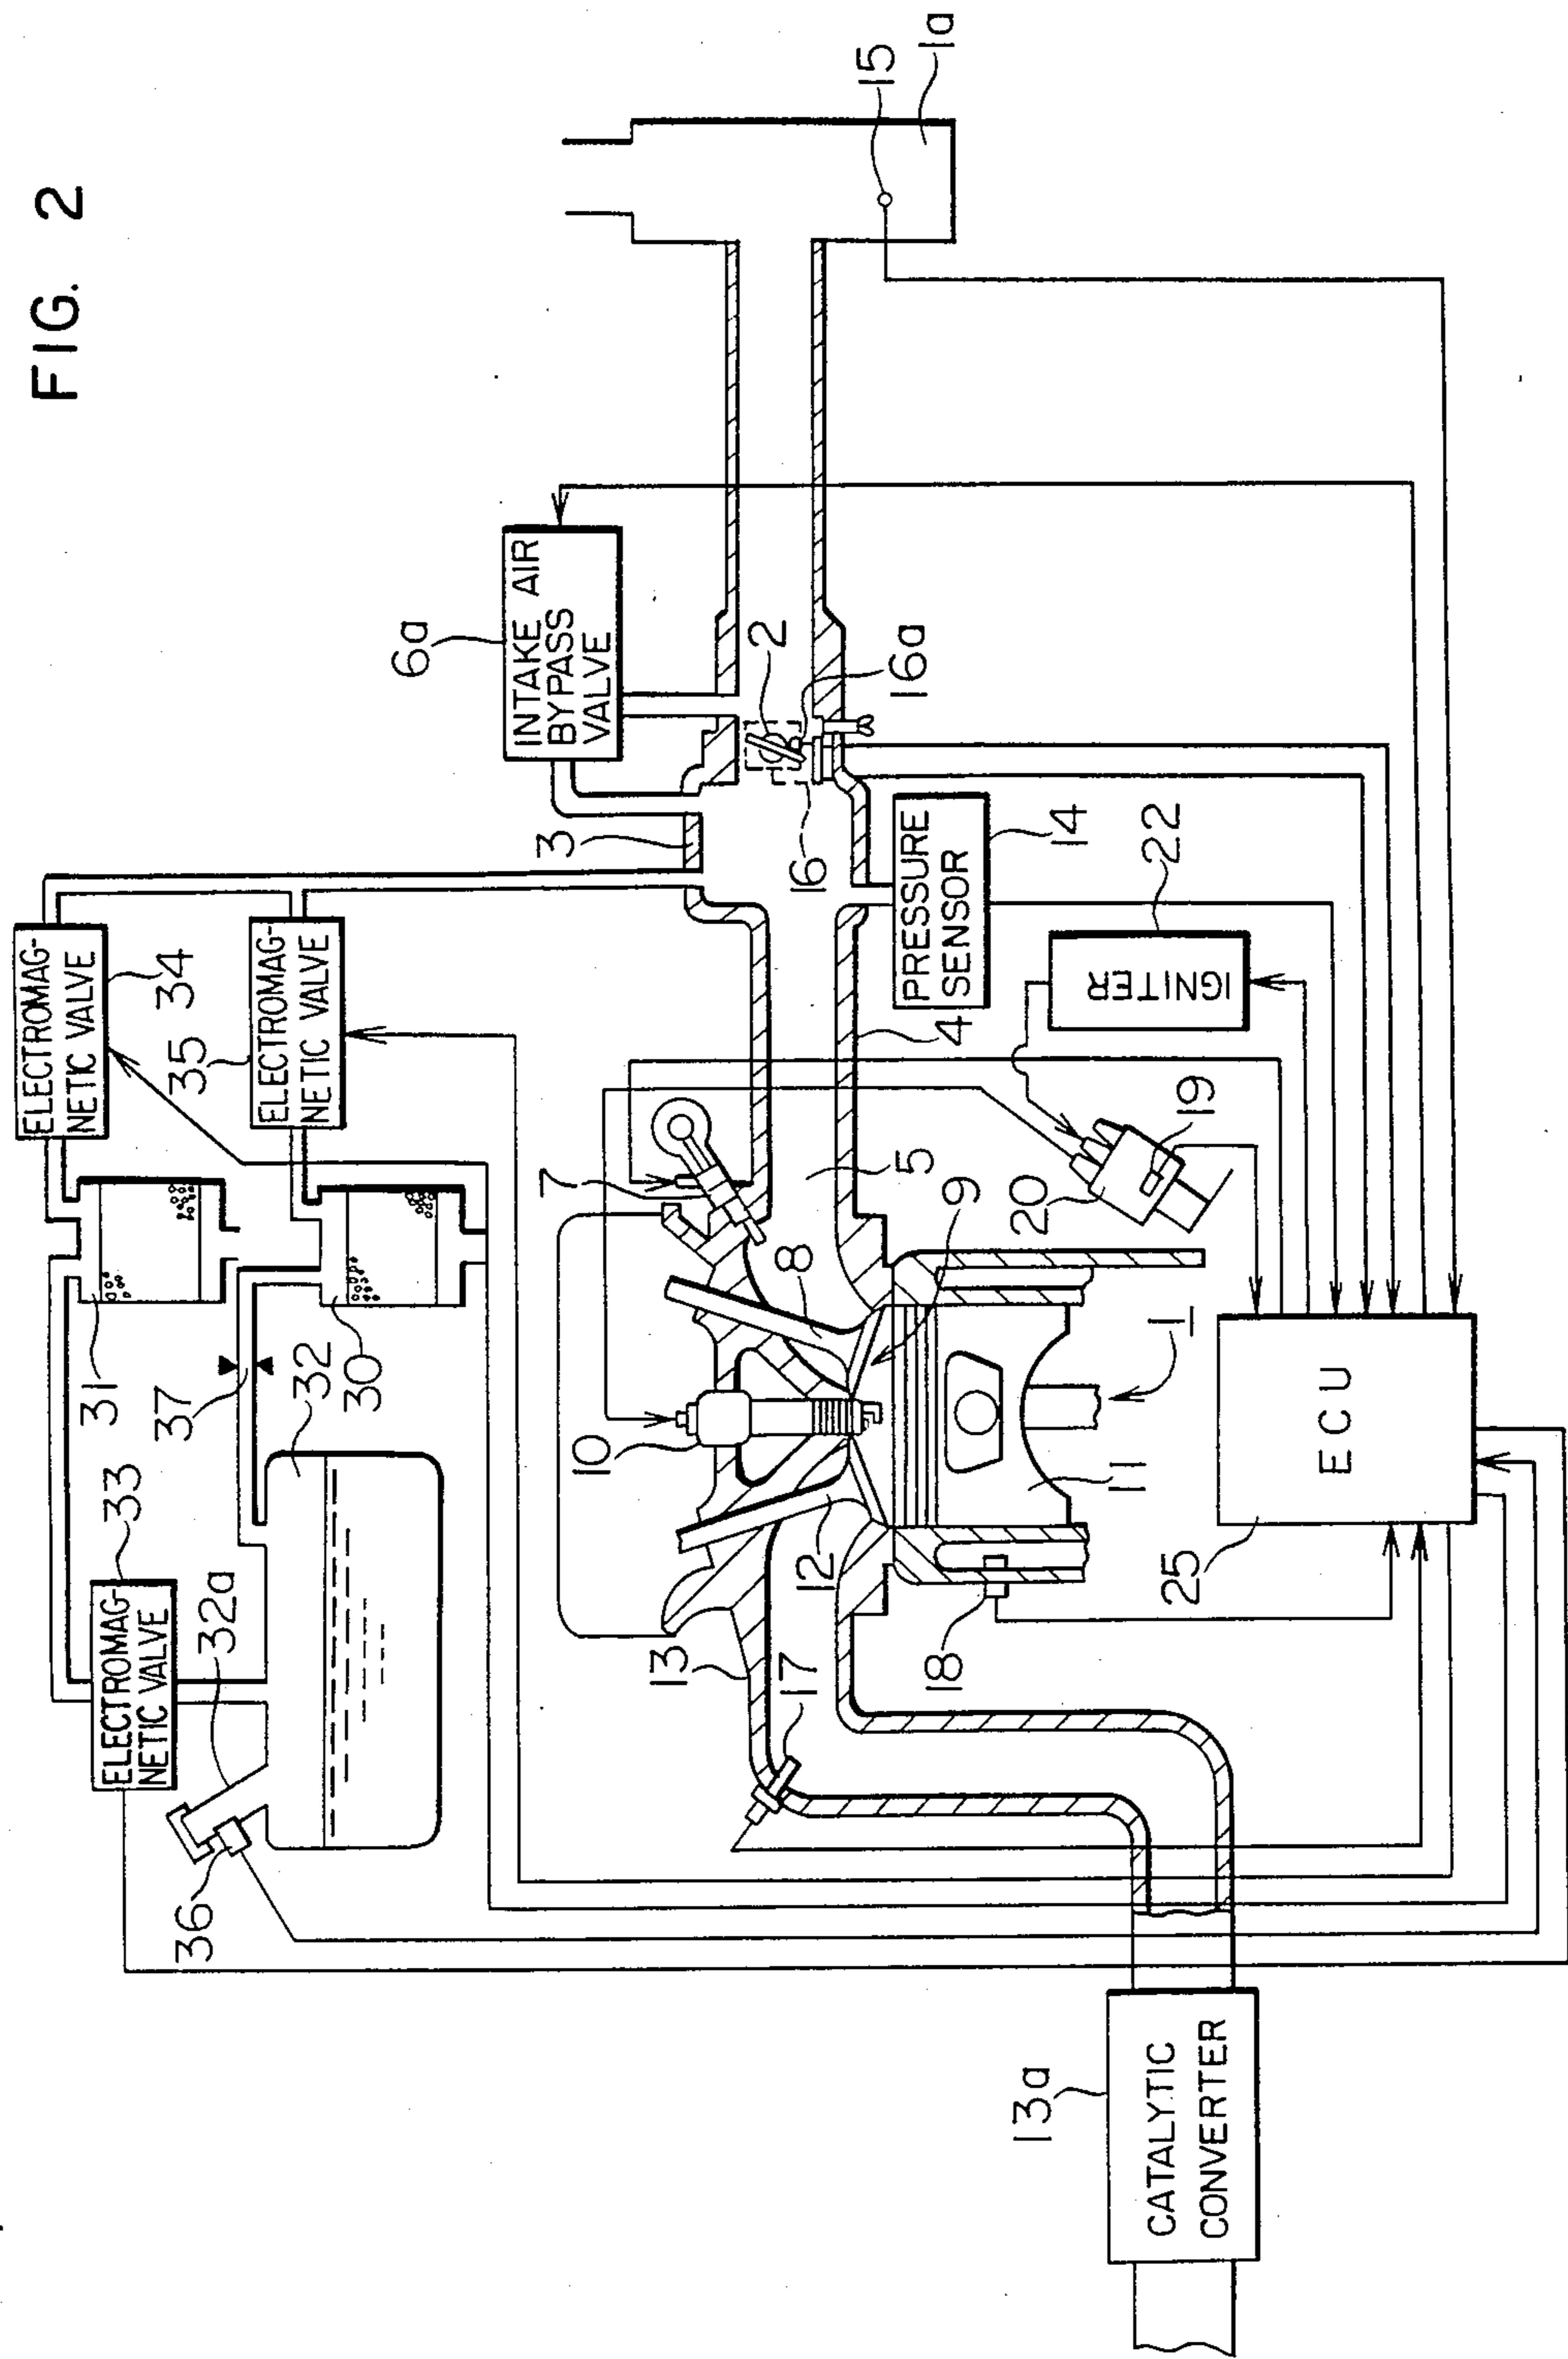 FIG. 2
ELECTROMAG-
NETIC VALVE
33
32a
36
31
37
32
30
ELECTROMAG-
NETIC VALVE
34
35
ELECTROMAG-
NETIC VALVE
6a
INTAKE AIR
BYPASS
VALVE
3
2
16a
16
15
1a
7
8
5
4
9
10
12
13
17
18
11
1
PRESSURE
SENSOR
14
IGNITER
22
19
20
ECU
25
13a
CATALYTIC
CONVERTER